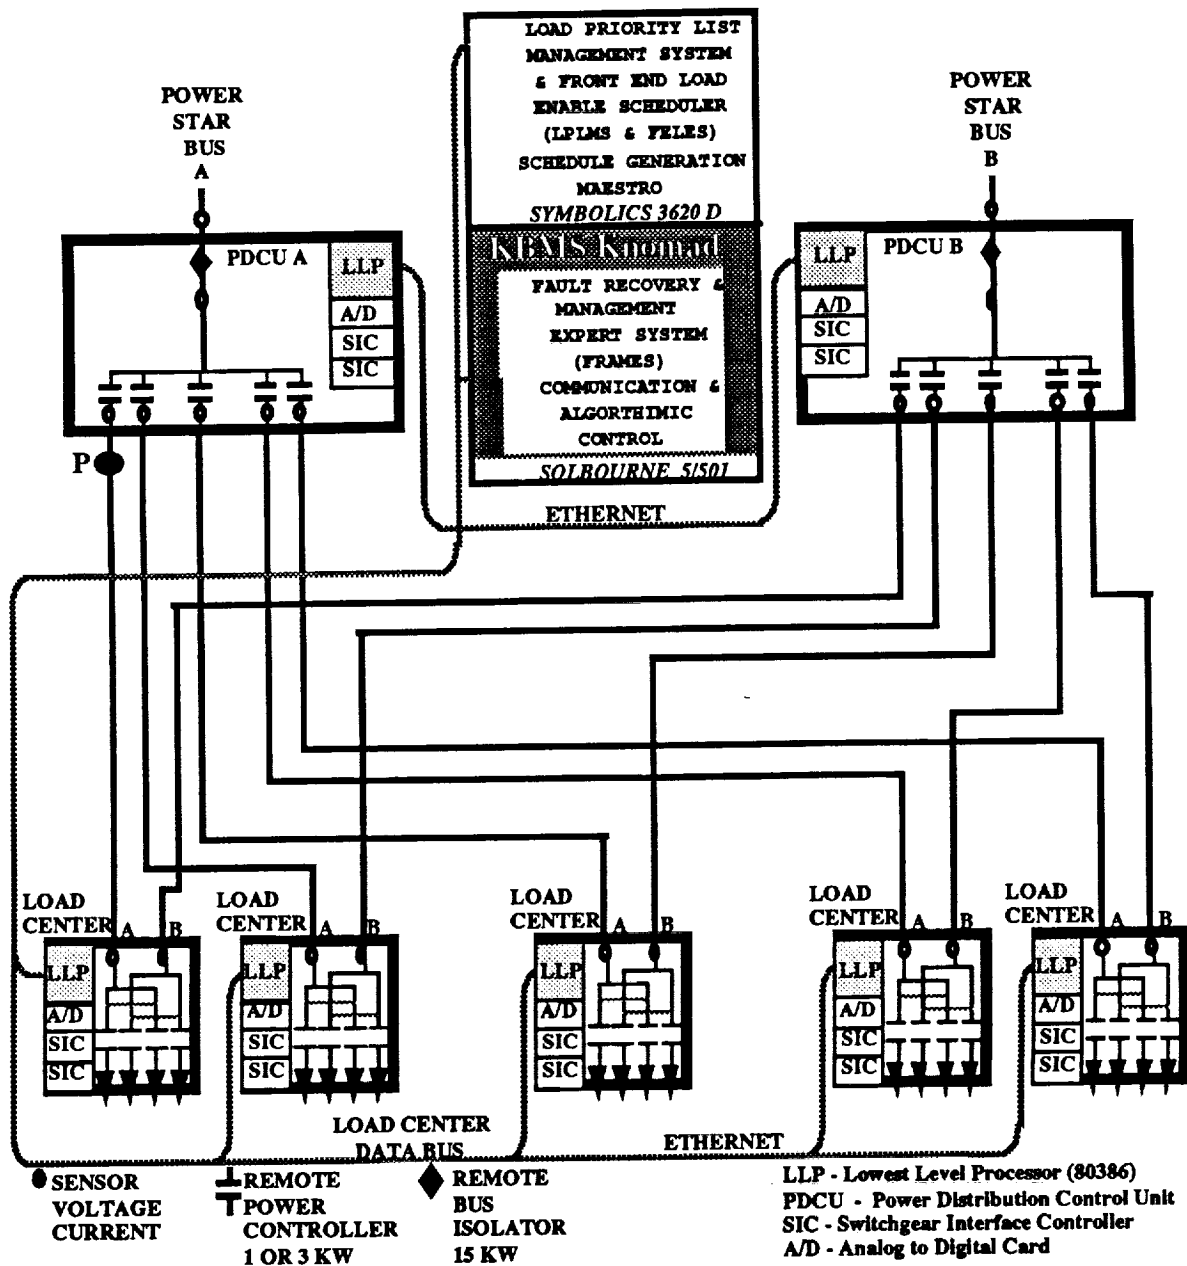 LOAD PRIORITY LIST
MANAGEMENT SYSTEM
& FRONT END LOAD
ENABLE SCHEDULER
(LPLMS & FELES)
SCHEDULE GENERATION
MAESTRO
SYMBOLICS 3620 D
KBMS Knomad
FAULT RECOVERY &
MANAGEMENT
EXPERT SYSTEM
(FRAMES)
COMMUNICATION &
ALGORTHIMIC
CONTROL
SOLBOURNE 5/501
ETHERNET
POWER
STAR
BUS
A
PDCU A
LLP
A/D
SIC
SIC
P
POWER
STAR
BUS
B
LLP
PDCU B
A/D
SIC
SIC
LOAD
CENTER
A
B
LLP
A/D
SIC
SIC
LOAD
CENTER
A
B
LLP
A/D
SIC
SIC
LOAD
CENTER
A
B
LLP
A/D
SIC
SIC
LOAD
CENTER
A
B
LLP
A/D
SIC
SIC
LOAD
CENTER
A
B
LLP
A/D
SIC
SIC
LOAD CENTER
DATA BUS
ETHERNET
SENSOR
VOLTAGE
CURRENT
REMOTE
POWER
CONTROLLER
1 OR 3 KW
REMOTE
BUS
ISOLATOR
15 KW
LLP - Lowest Level Processor (80386)
PDCU - Power Distribution Control Unit
SIC - Switchgear Interface Controller
A/D - Analog to Digital Card